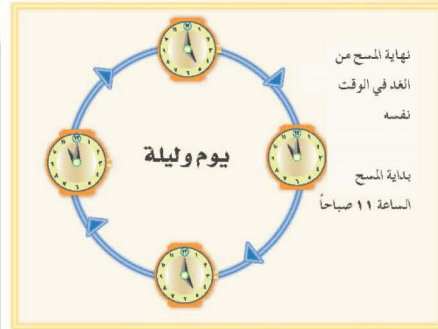 نهاية المسح من
الغد في الوقت
نفسه
يوم وليلة
بداية المسح
الساعة ١١ صباحاً